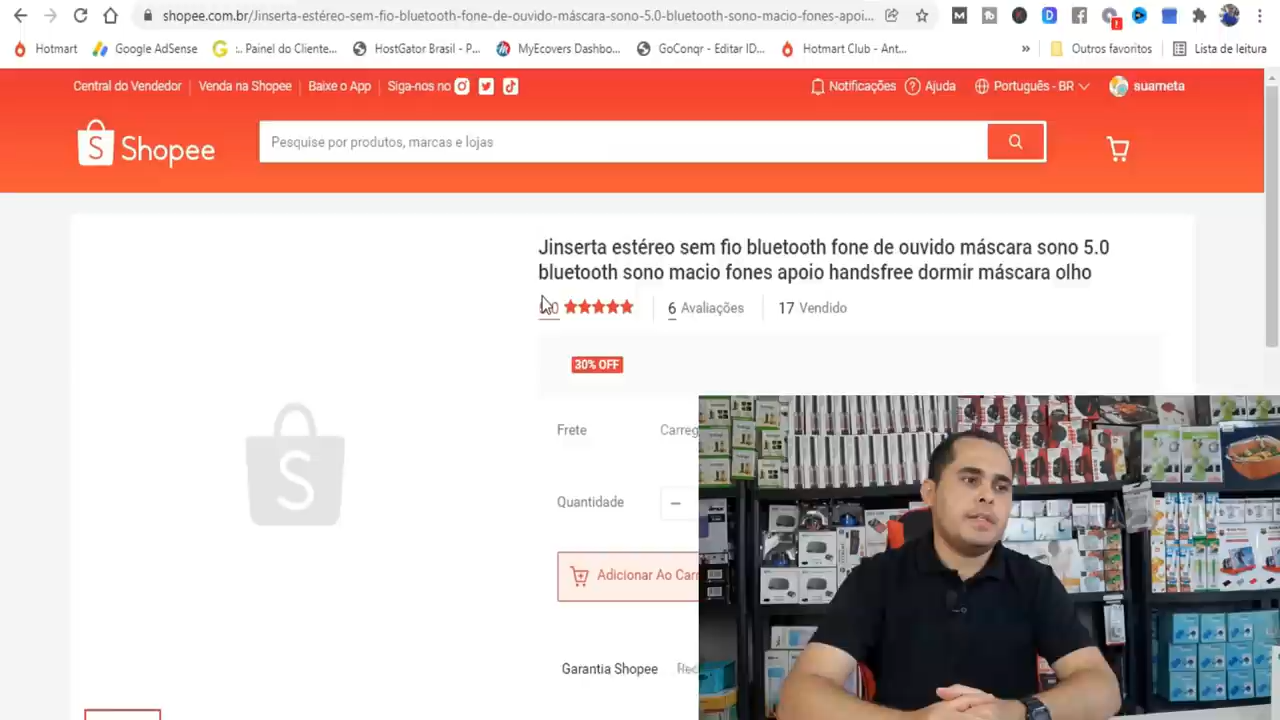 shopee.com.br/Jinserta-estéreo-sem-fio-bluetooth-fone-de-ouvido-máscara-sono-5.0-bluetooth-sono-macio-fones-apoi...
Hotmart
Google AdSense
:. Painel do Cliente...
HostGator Brasil - P...
MyEcovers Dashbo...
GoConqr - Editar ID...
Hotmart Club - Ant...
»
Outros favoritos
Lista de leitura
Central do Vendedor
Venda na Shopee
Baixe o App
Siga-nos no
Notificações
Ajuda
Português - BR
suameta
Shopee
Pesquise por produtos, marcas e lojas
Jinserta estéreo sem fio bluetooth fone de ouvido máscara sono 5.0
bluetooth sono macio fones apoio handsfree dormir máscara olho
6 Avaliações
17 Vendido
30% OFF
Frete
Carreg
Quantidade
Adicionar Ao Carr
Garantia Shopee
Rec